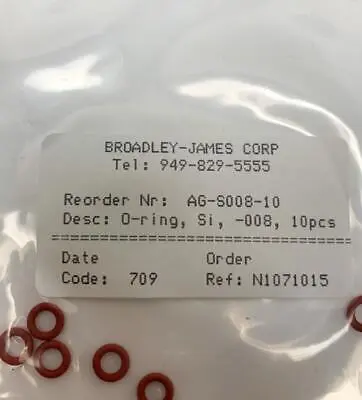 BROADLEY-JAMES CORP
Tel: 949-829-5555
Reorder Nr: AG-S008-10
Desc: O-ring, Si, -008, 10pcs
==============================
Date Order
Code: 709 Ref: N1071015